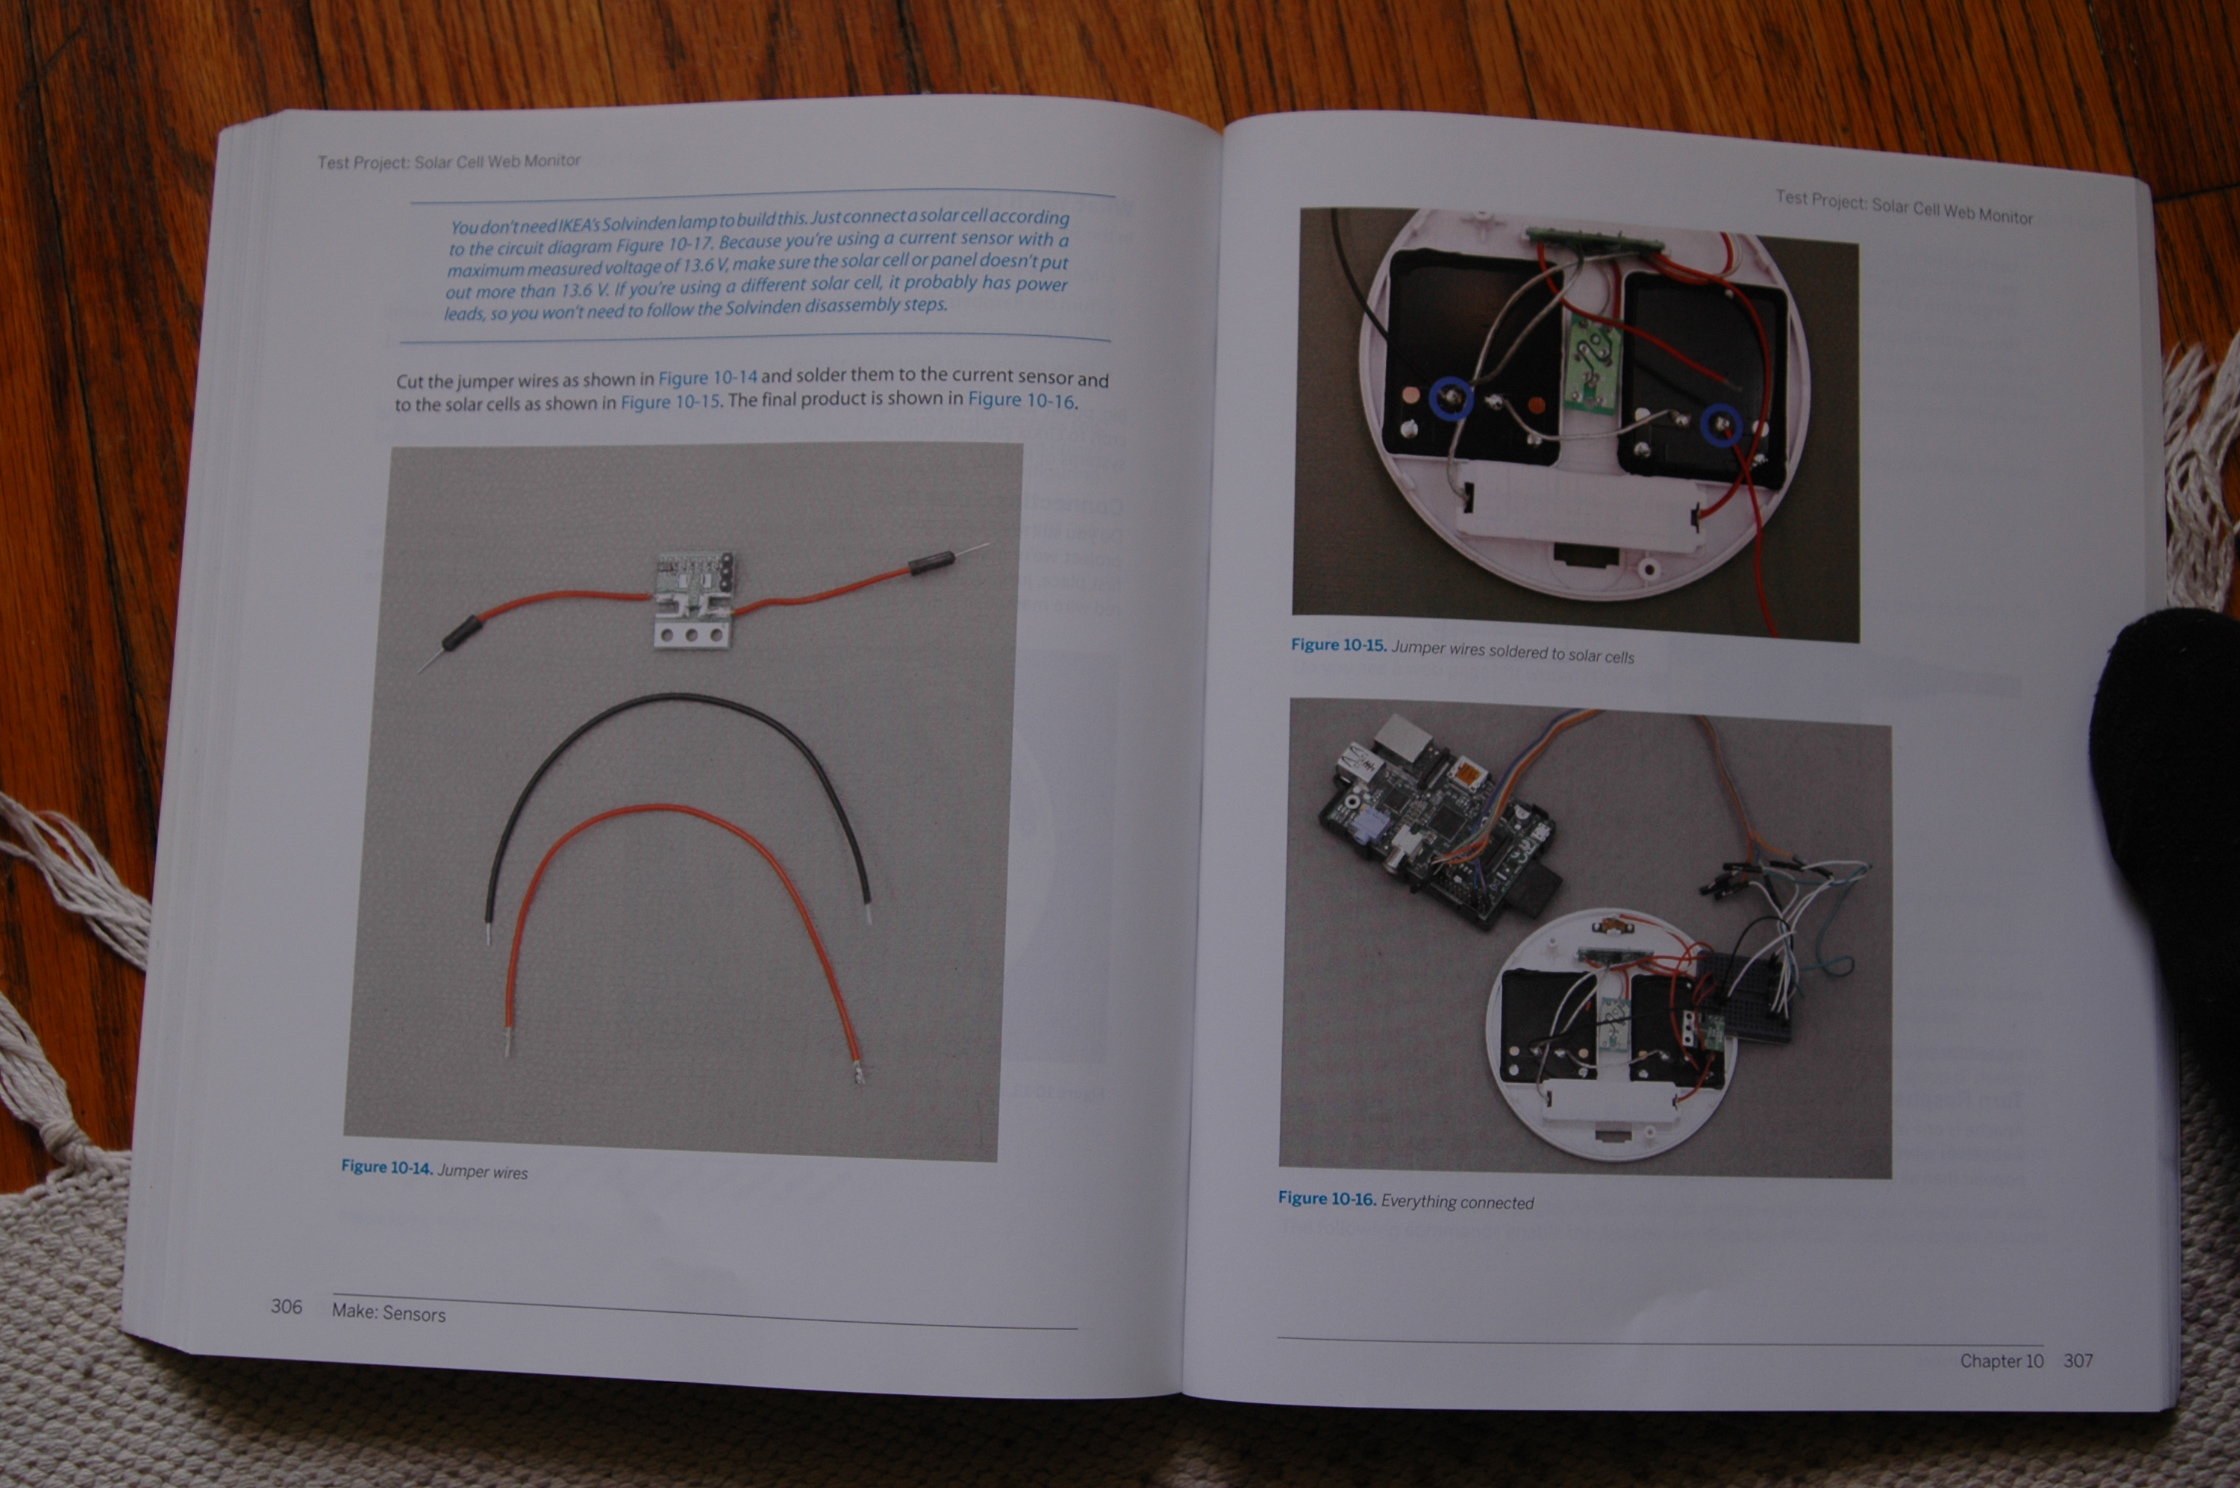 Test Project: Solar Cell Web Monitor
You don't need IKEA's Solvinden lamp to build this. Just connect a solar cell according
to the circuit diagram Figure 10-17. Because you're using a current sensor with a
maximum measured voltage of 13.6 V, make sure the solar cell or panel doesn't put
out more than 13.6 V. If you're using a different solar cell, it probably has power
leads, so you won't need to follow the Solvinden disassembly steps.
Cut the jumper wires as shown in Figure 10-14 and solder them to the current sensor and
to the solar cells as shown in Figure 10-15. The final product is shown in Figure 10-16.
Figure 10-14. Jumper wires
306 Make: Sensors
Test Project: Solar Cell Web Monitor
Figure 10-15. Jumper wires soldered to solar cells
Figure 10-16. Everything connected
Chapter 10 307